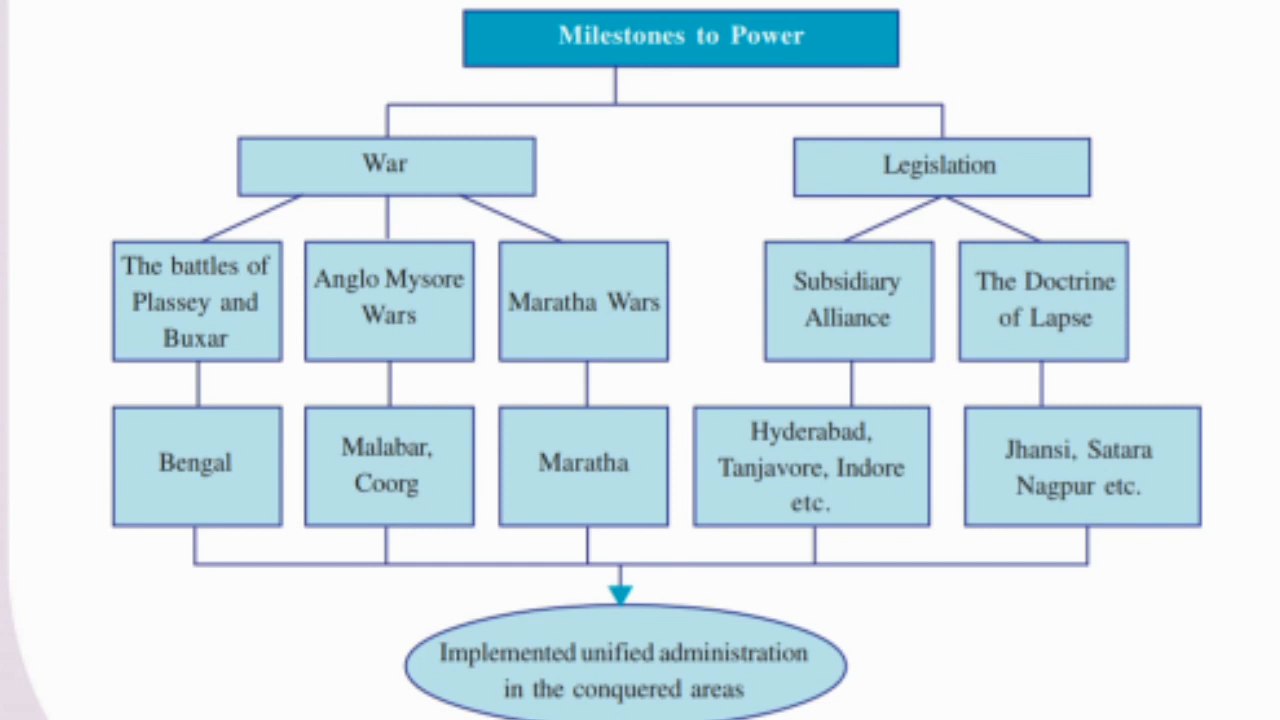 Milestones to Power
War
Legislation
The battles of
Plassey and
Buxar
Anglo Mysore
Wars
Maratha Wars
Subsidiary
Alliance
The Doctrine
of Lapse
Bengal
Malabar,
Coorg
Maratha
Hyderabad,
Tanjavore, Indore
etc.
Jhansi, Satara
Nagpur etc.
Implemented unified administration
in the conquered areas